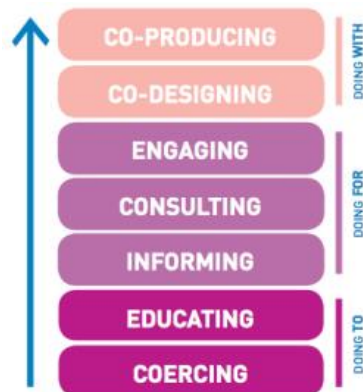 CO-PRODUCING
CO-DESIGNING
DOING WITH
ENGAGING
CONSULTING
INFORMING
DOING FOR
EDUCATING
COERCING
DOING TO